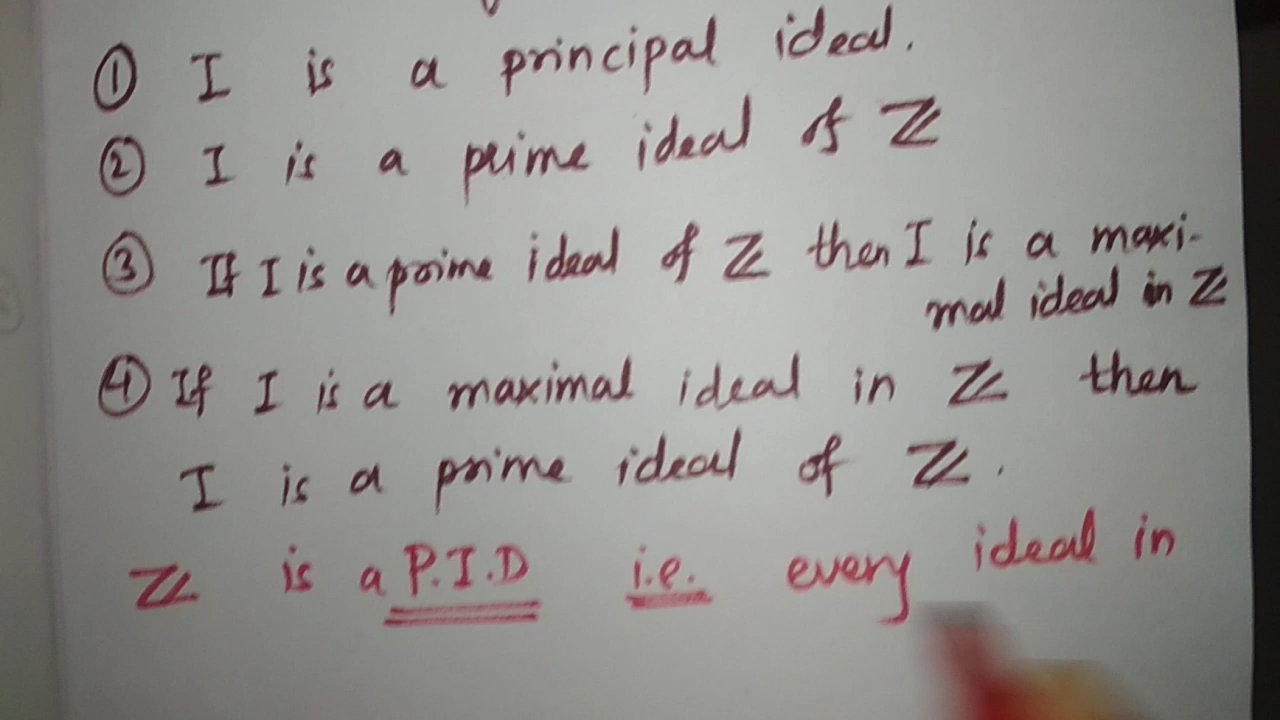 ① I is a principal ideal.
② I is a prime ideal of ℤ
③ If I is a prime ideal of ℤ then I is a maxi-
mal ideal in ℤ
④ If I is a maximal ideal in ℤ then
I is a prime ideal of ℤ.
ℤ is a P.I.D i.e. every ideal in